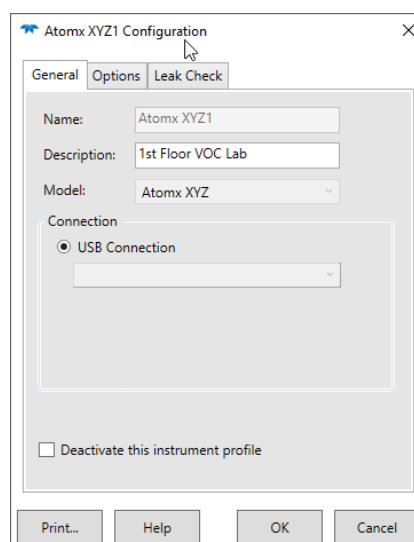 Atomx XYZ1 Configuration
General Options Leak Check
Name: Atomx XYZ1
Description: 1st Floor VOC Lab
Model: Atomx XYZ
Connection
USB Connection
Deactivate this instrument profile
Print... Help OK Cancel